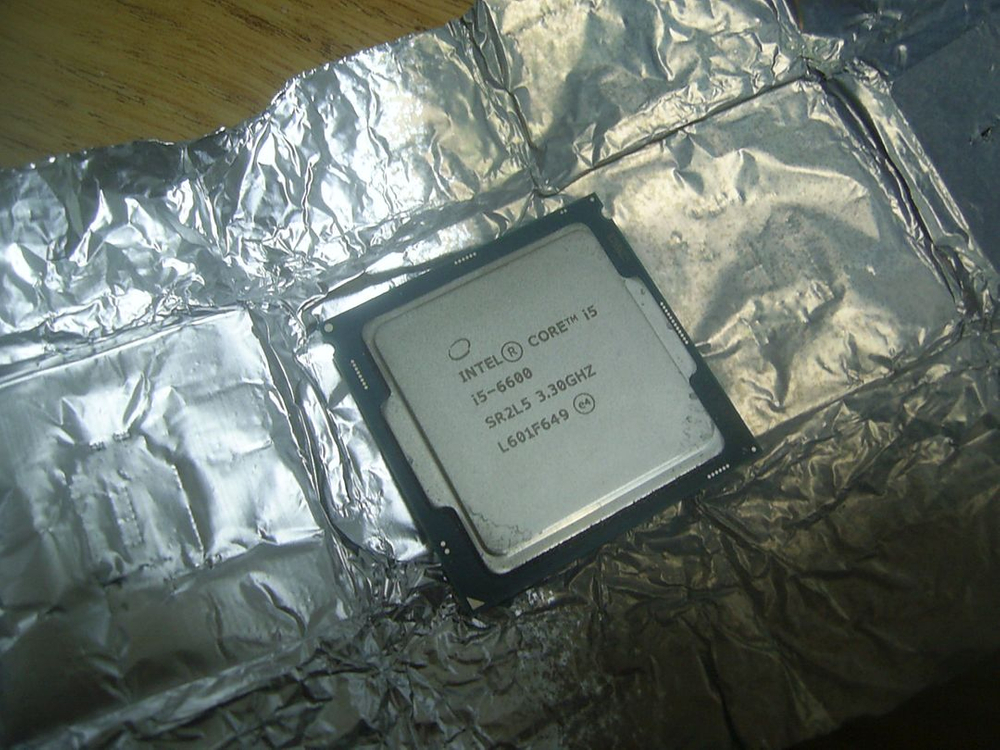 INTEL® CORE™ i5
i5-6600
SR2L5 3.30GHZ
L601F649 e4